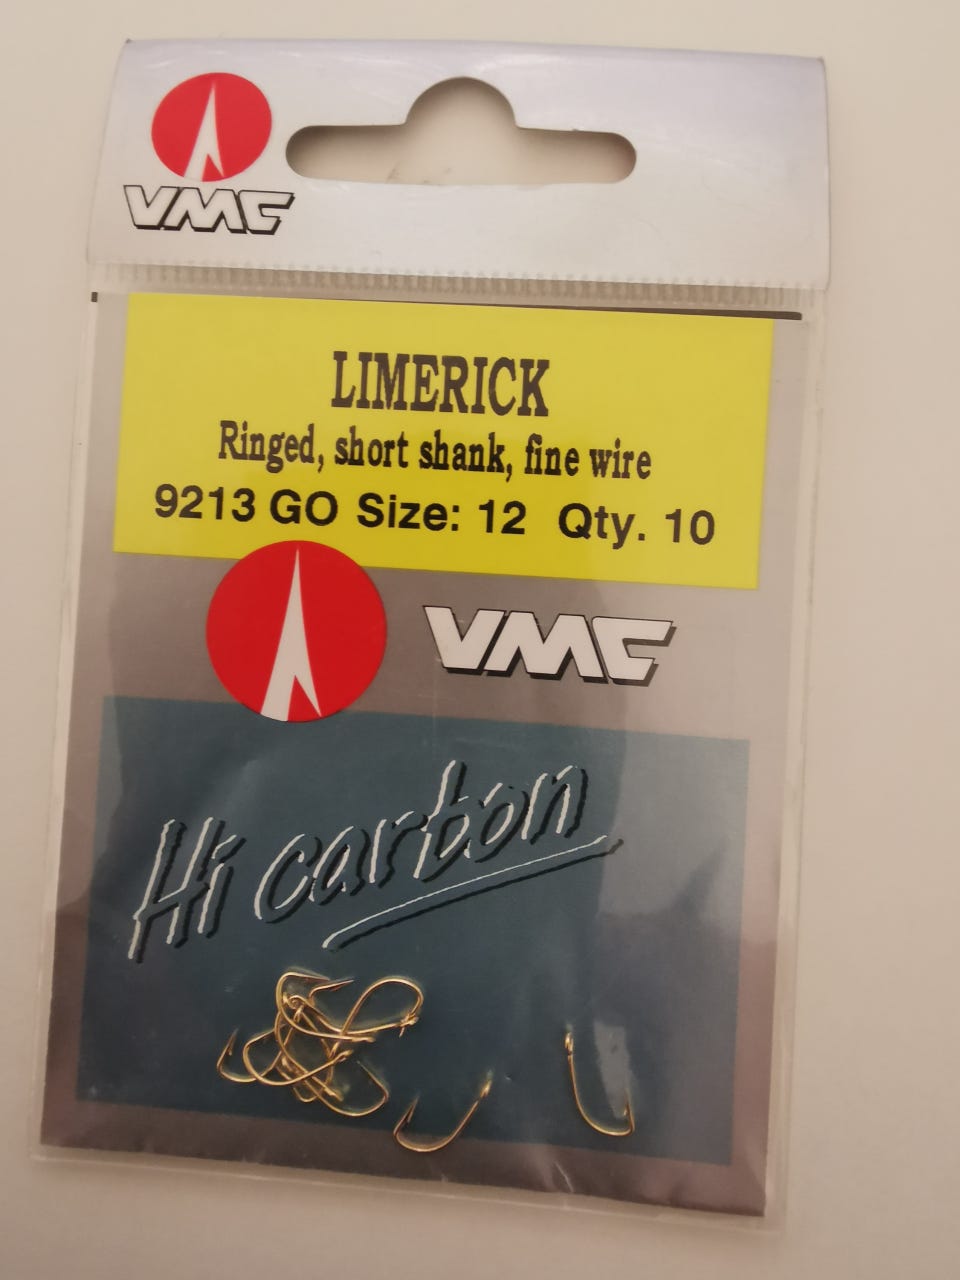 VMC
LIMERICK
Ringed, short shank, fine wire
9213 GO Size: 12 Qty. 10
VMC
Hi carbon